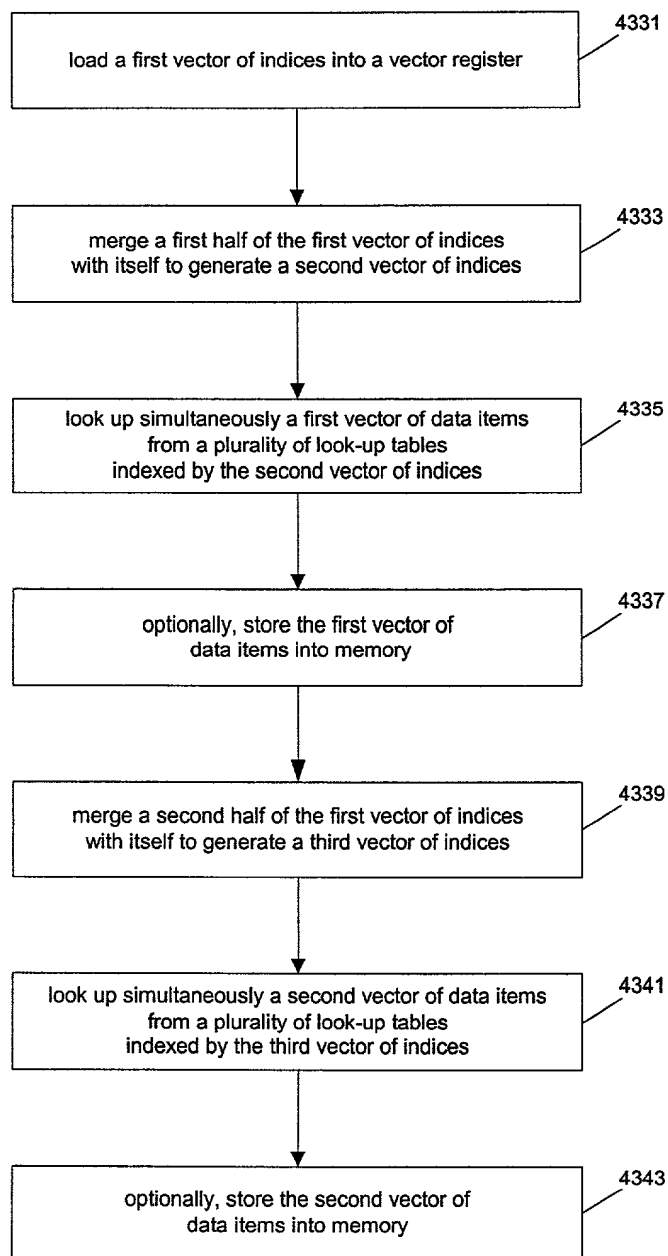 4331
load a first vector of indices into a vector register
4333
merge a first half of the first vector of indices
with itself to generate a second vector of indices
4335
look up simultaneously a first vector of data items
from a plurality of look-up tables
indexed by the second vector of indices
4337
optionally, store the first vector of
data items into memory
4339
merge a second half of the first vector of indices
with itself to generate a third vector of indices
4341
look up simultaneously a second vector of data items
from a plurality of look-up tables
indexed by the third vector of indices
4343
optionally, store the second vector of
data items into memory